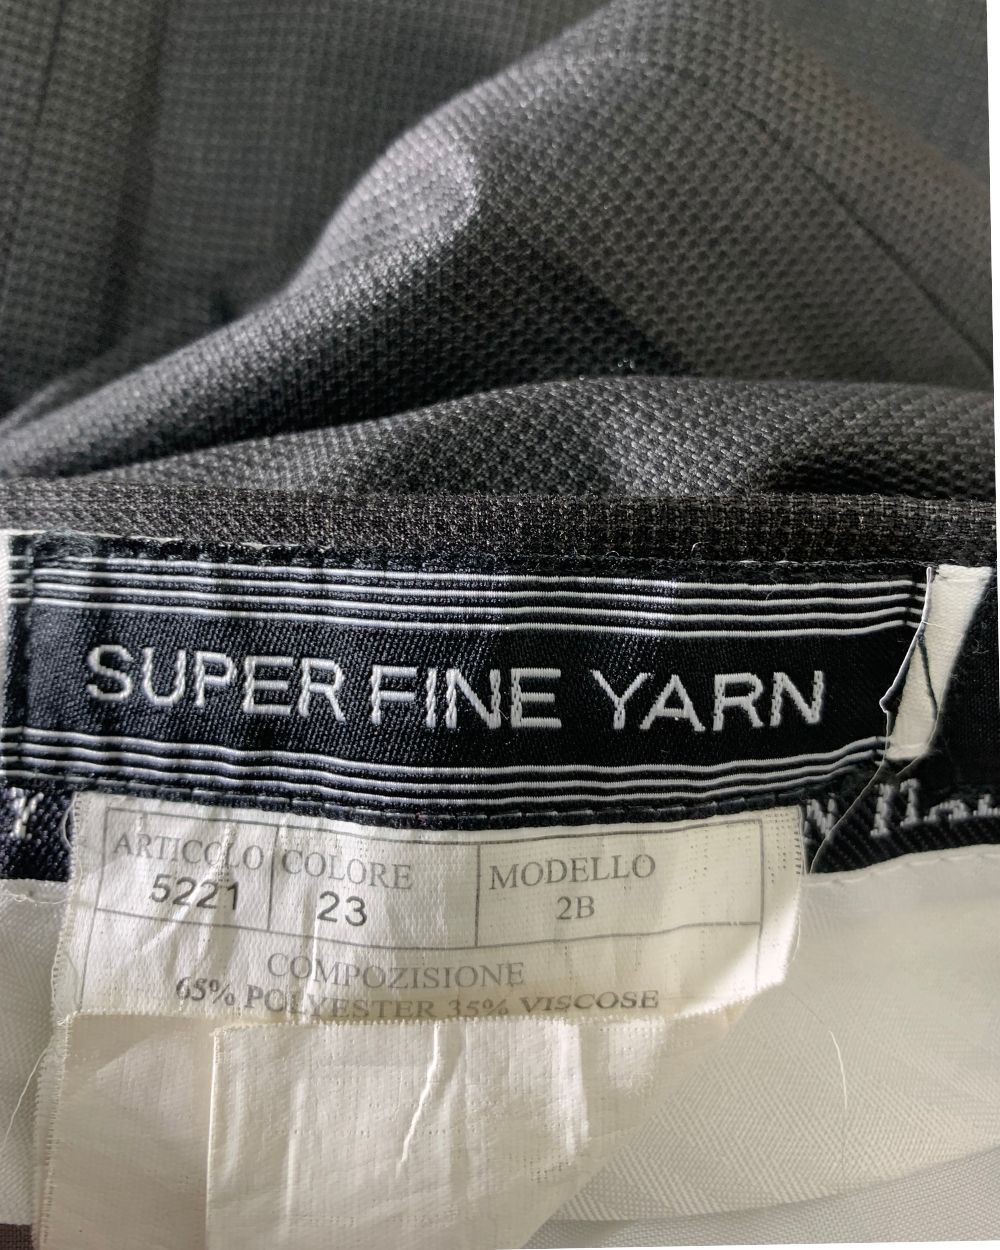 SUPER FINE YARN
ARTICOLO COLORE MODELLO
5221 23 2B
COMPOZISIONE
65% POLYESTER 35% VISCOSE